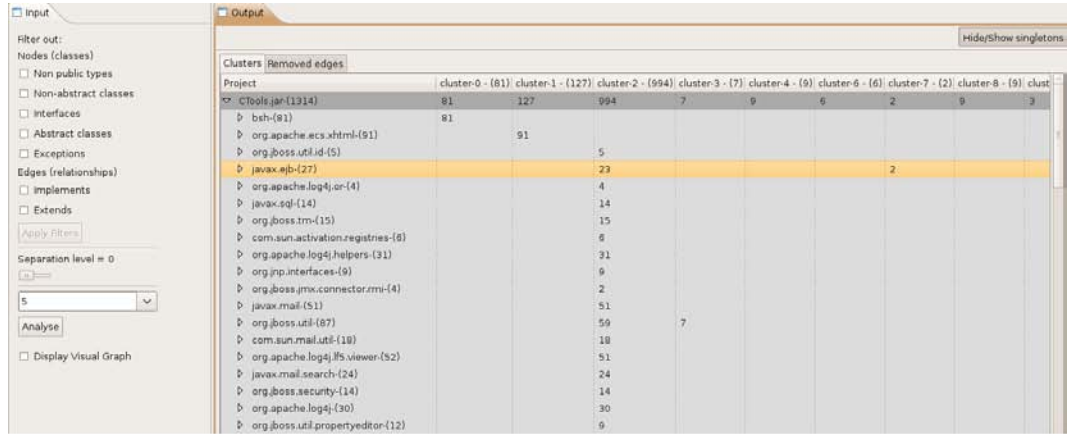 Input
Filter out:
Nodes (classes)
Non public types
Non-abstract classes
Interfaces
Abstract classes
Exceptions
Edges (relationships)
Implements
Extends
Apply Filters
Separation level = 0
5
Analyse
Display Visual Graph
Output
Hide/Show singletons
Clusters Removed edges
Project cluster-0 - (81) cluster-1 - (127) cluster-2 - (994) cluster-3 - (7) cluster-4 - (9) cluster-6 - (6) cluster-7 - (2) cluster-8 - (9) clust
CTools.jar-(1314) 81 127 994 7 9 6 2 9 3
bsh-(81) 81
org.apache.ecs.xhtml-(91) 91
org.jboss.util.id-(5) 5
javax.ejb-(27) 23 2
org.apache.log4j.or-(4) 4
javax.sql-(14) 14
org.jboss.tm-(15) 15
com.sun.activation.registries-(6) 6
org.apache.log4j.helpers-(31) 31
org.jnp.interfaces-(9) 9
org.jboss.jmx.connector.rmi-(4) 2
javax.mail-(51) 51
org.jboss.util-(87) 59 7
com.sun.mail.util-(18) 18
org.apache.log4j.lf5.viewer-(52) 51
javax.mail.search-(24) 24
org.jboss.security-(14) 14
org.apache.log4j-(30) 30
org.jboss.util.propertyeditor-(12) 9